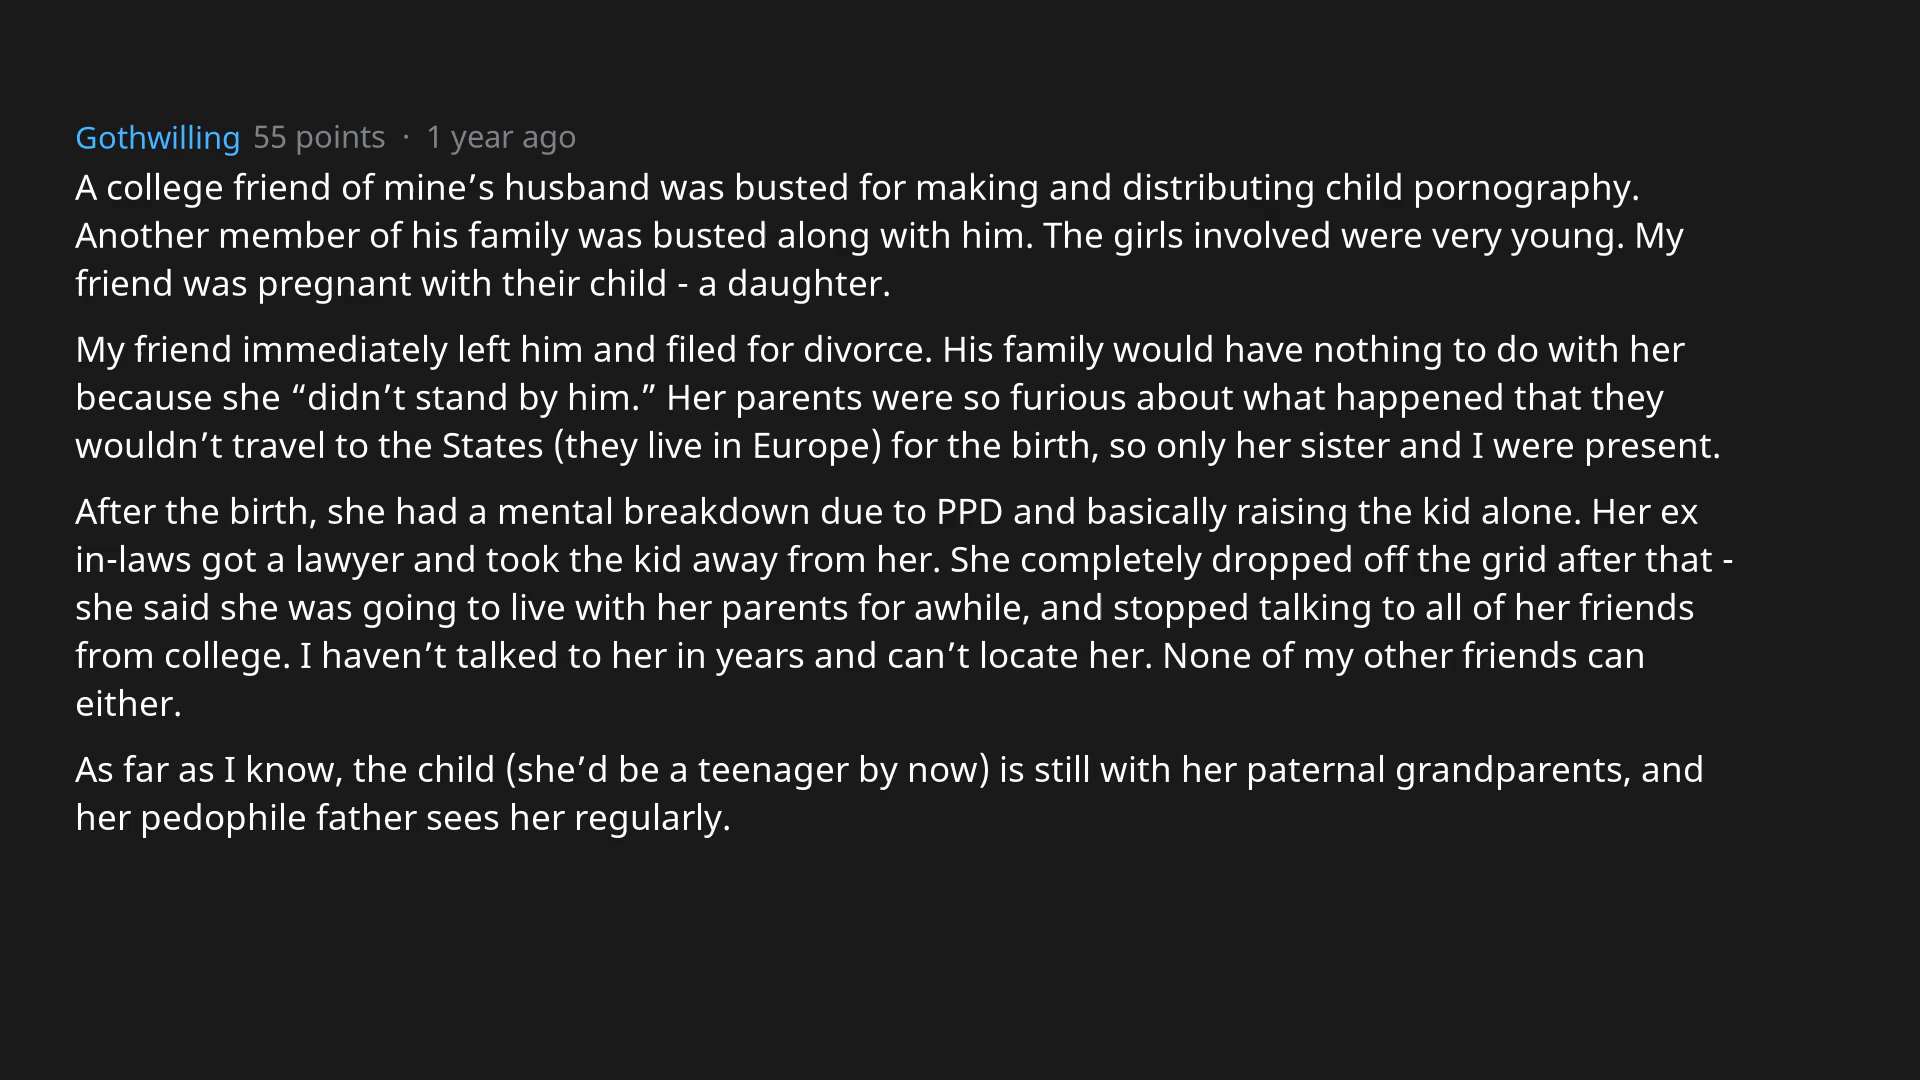 Gothwilling 55 points · 1 year ago
A college friend of mine’s husband was busted for making and distributing child pornography.
Another member of his family was busted along with him. The girls involved were very young. My
friend was pregnant with their child - a daughter.
My friend immediately left him and filed for divorce. His family would have nothing to do with her
because she “didn’t stand by him.” Her parents were so furious about what happened that they
wouldn’t travel to the States (they live in Europe) for the birth, so only her sister and I were present.
After the birth, she had a mental breakdown due to PPD and basically raising the kid alone. Her ex
in-laws got a lawyer and took the kid away from her. She completely dropped off the grid after that -
she said she was going to live with her parents for awhile, and stopped talking to all of her friends
from college. I haven’t talked to her in years and can’t locate her. None of my other friends can
either.
As far as I know, the child (she’d be a teenager by now) is still with her paternal grandparents, and
her pedophile father sees her regularly.